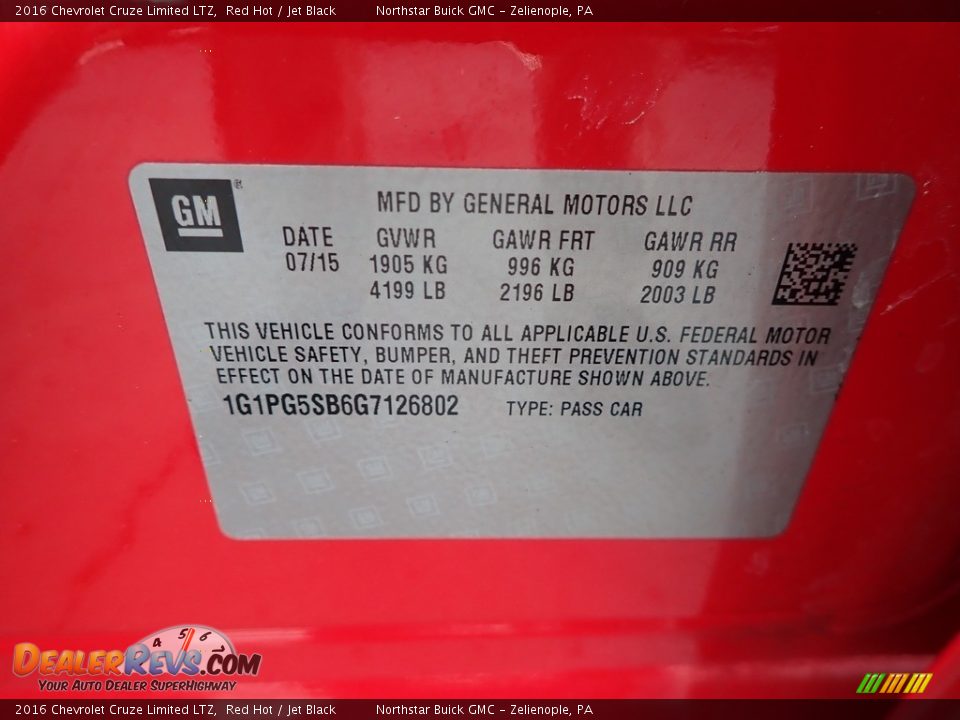 2016 Chevrolet Cruze Limited LTZ, Red Hot / Jet Black Northstar Buick GMC - Zelienople, PA
GM®
MFD BY GENERAL MOTORS LLC
DATE GVWR GAWR FRT GAWR RR
07/15 1905 KG 996 KG 909 KG
4199 LB 2196 LB 2003 LB
THIS VEHICLE CONFORMS TO ALL APPLICABLE U.S. FEDERAL MOTOR
VEHICLE SAFETY, BUMPER, AND THEFT PREVENTION STANDARDS IN
EFFECT ON THE DATE OF MANUFACTURE SHOWN ABOVE.
1G1PG5SB6G7126802 TYPE: PASS CAR
4 5 6
DEALERREVS.COM
YOUR AUTO DEALER SUPERHIGHWAY
2016 Chevrolet Cruze Limited LTZ, Red Hot / Jet Black Northstar Buick GMC - Zelienople, PA